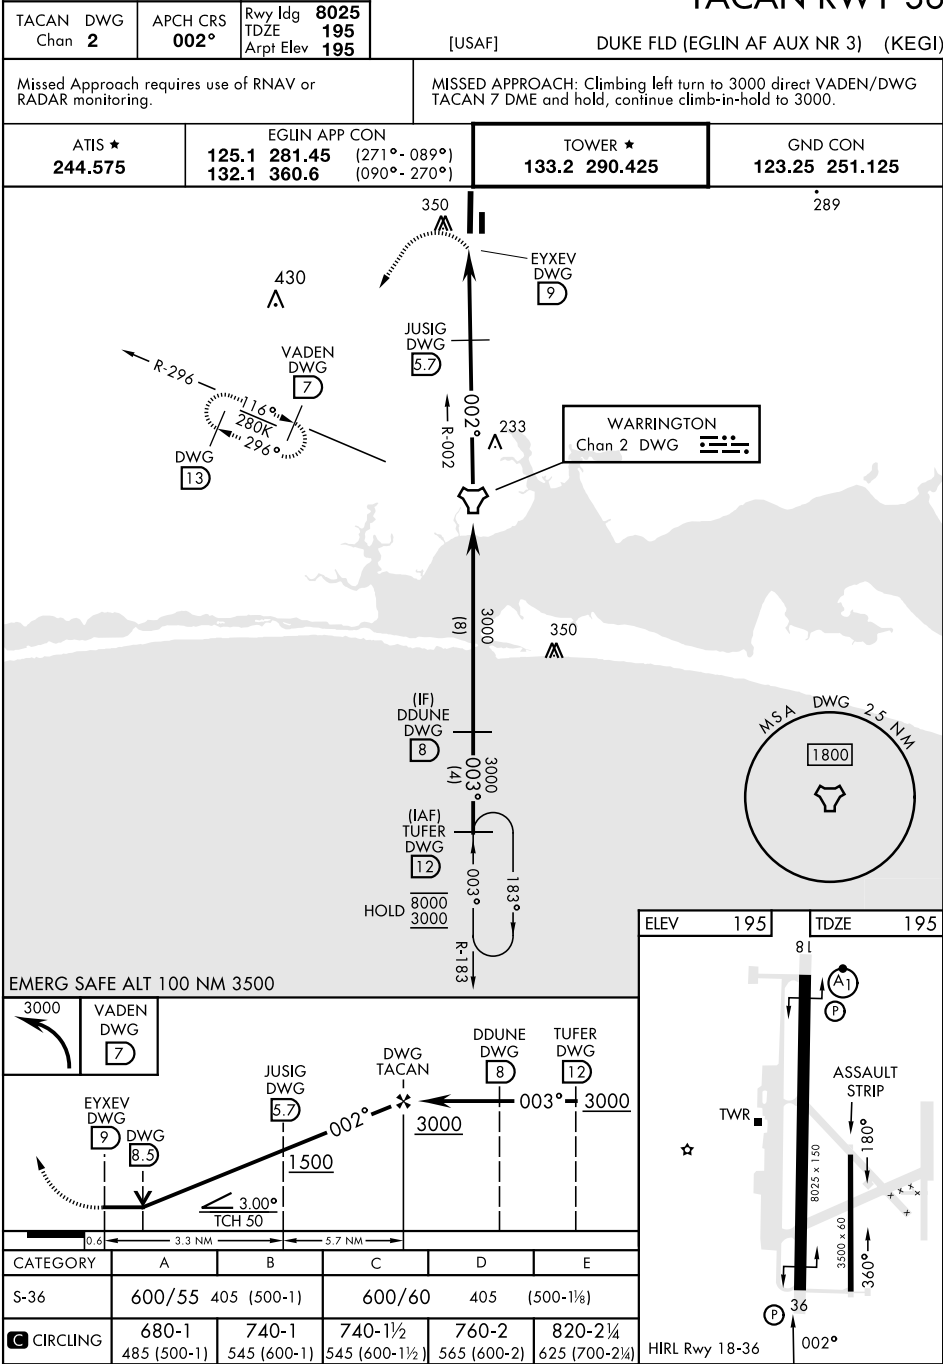 TACAN RWY 36
TACAN DWG
Chan 2
APCH CRS
002°
Rwy ldg 8025
TDZE 195
Arpt Elev 195
[USAF]
DUKE FLD (EGLIN AF AUX NR 3) (KEGI)
Missed Approach requires use of RNAV or
RADAR monitoring.
MISSED APPROACH: Climbing left turn to 3000 direct VADEN/DWG
TACAN 7 DME and hold, continue climb-in-hold to 3000.
ATIS ★
244.575
EGLIN APP CON
125.1 281.45 (271°- 089°)
132.1 360.6 (090°- 270°)
TOWER ★
133.2 290.425
GND CON
123.25 251.125
350
289
EYXEV
DWG
9
430
JUSIG
DWG
5.7
VADEN
DWG
7
R-296
116°
280K
296°
DWG
13
002°
R-002
233
WARRINGTON
Chan 2 DWG
3000
(8)
350
(IF)
DDUNE
DWG
8
3000
(4)
003°
(IAF)
TUFER
DWG
12
HOLD 8000
3000
003°
183°
R-183
MSA DWG 25 NM
1800
EMERG SAFE ALT 100 NM 3500
ELEV 195
TDZE 195
18
A1
P
ASSAULT
STRIP
TWR
180°
8025 x 150
3500 x 60
360°
36
P
HIRL Rwy 18-36
002°
3000
VADEN
DWG
7
EYXEV
DWG
9
DWG
8.5
JUSIG
DWG
5.7
DWG
TACAN
DDUNE
DWG
8
TUFER
DWG
12
002°
003°
3000
3000
1500
3.00°
TCH 50
0.6
3.3 NM
5.7 NM
CATEGORY A B C D E
S-36 600/55 405 (500-1) 600/60 405 (500-1⅛)
C CIRCLING 680-1 740-1 740-1½ 760-2 820-2¼
485 (500-1) 545 (600-1) 545 (600-1½) 565 (600-2) 625 (700-2¼)